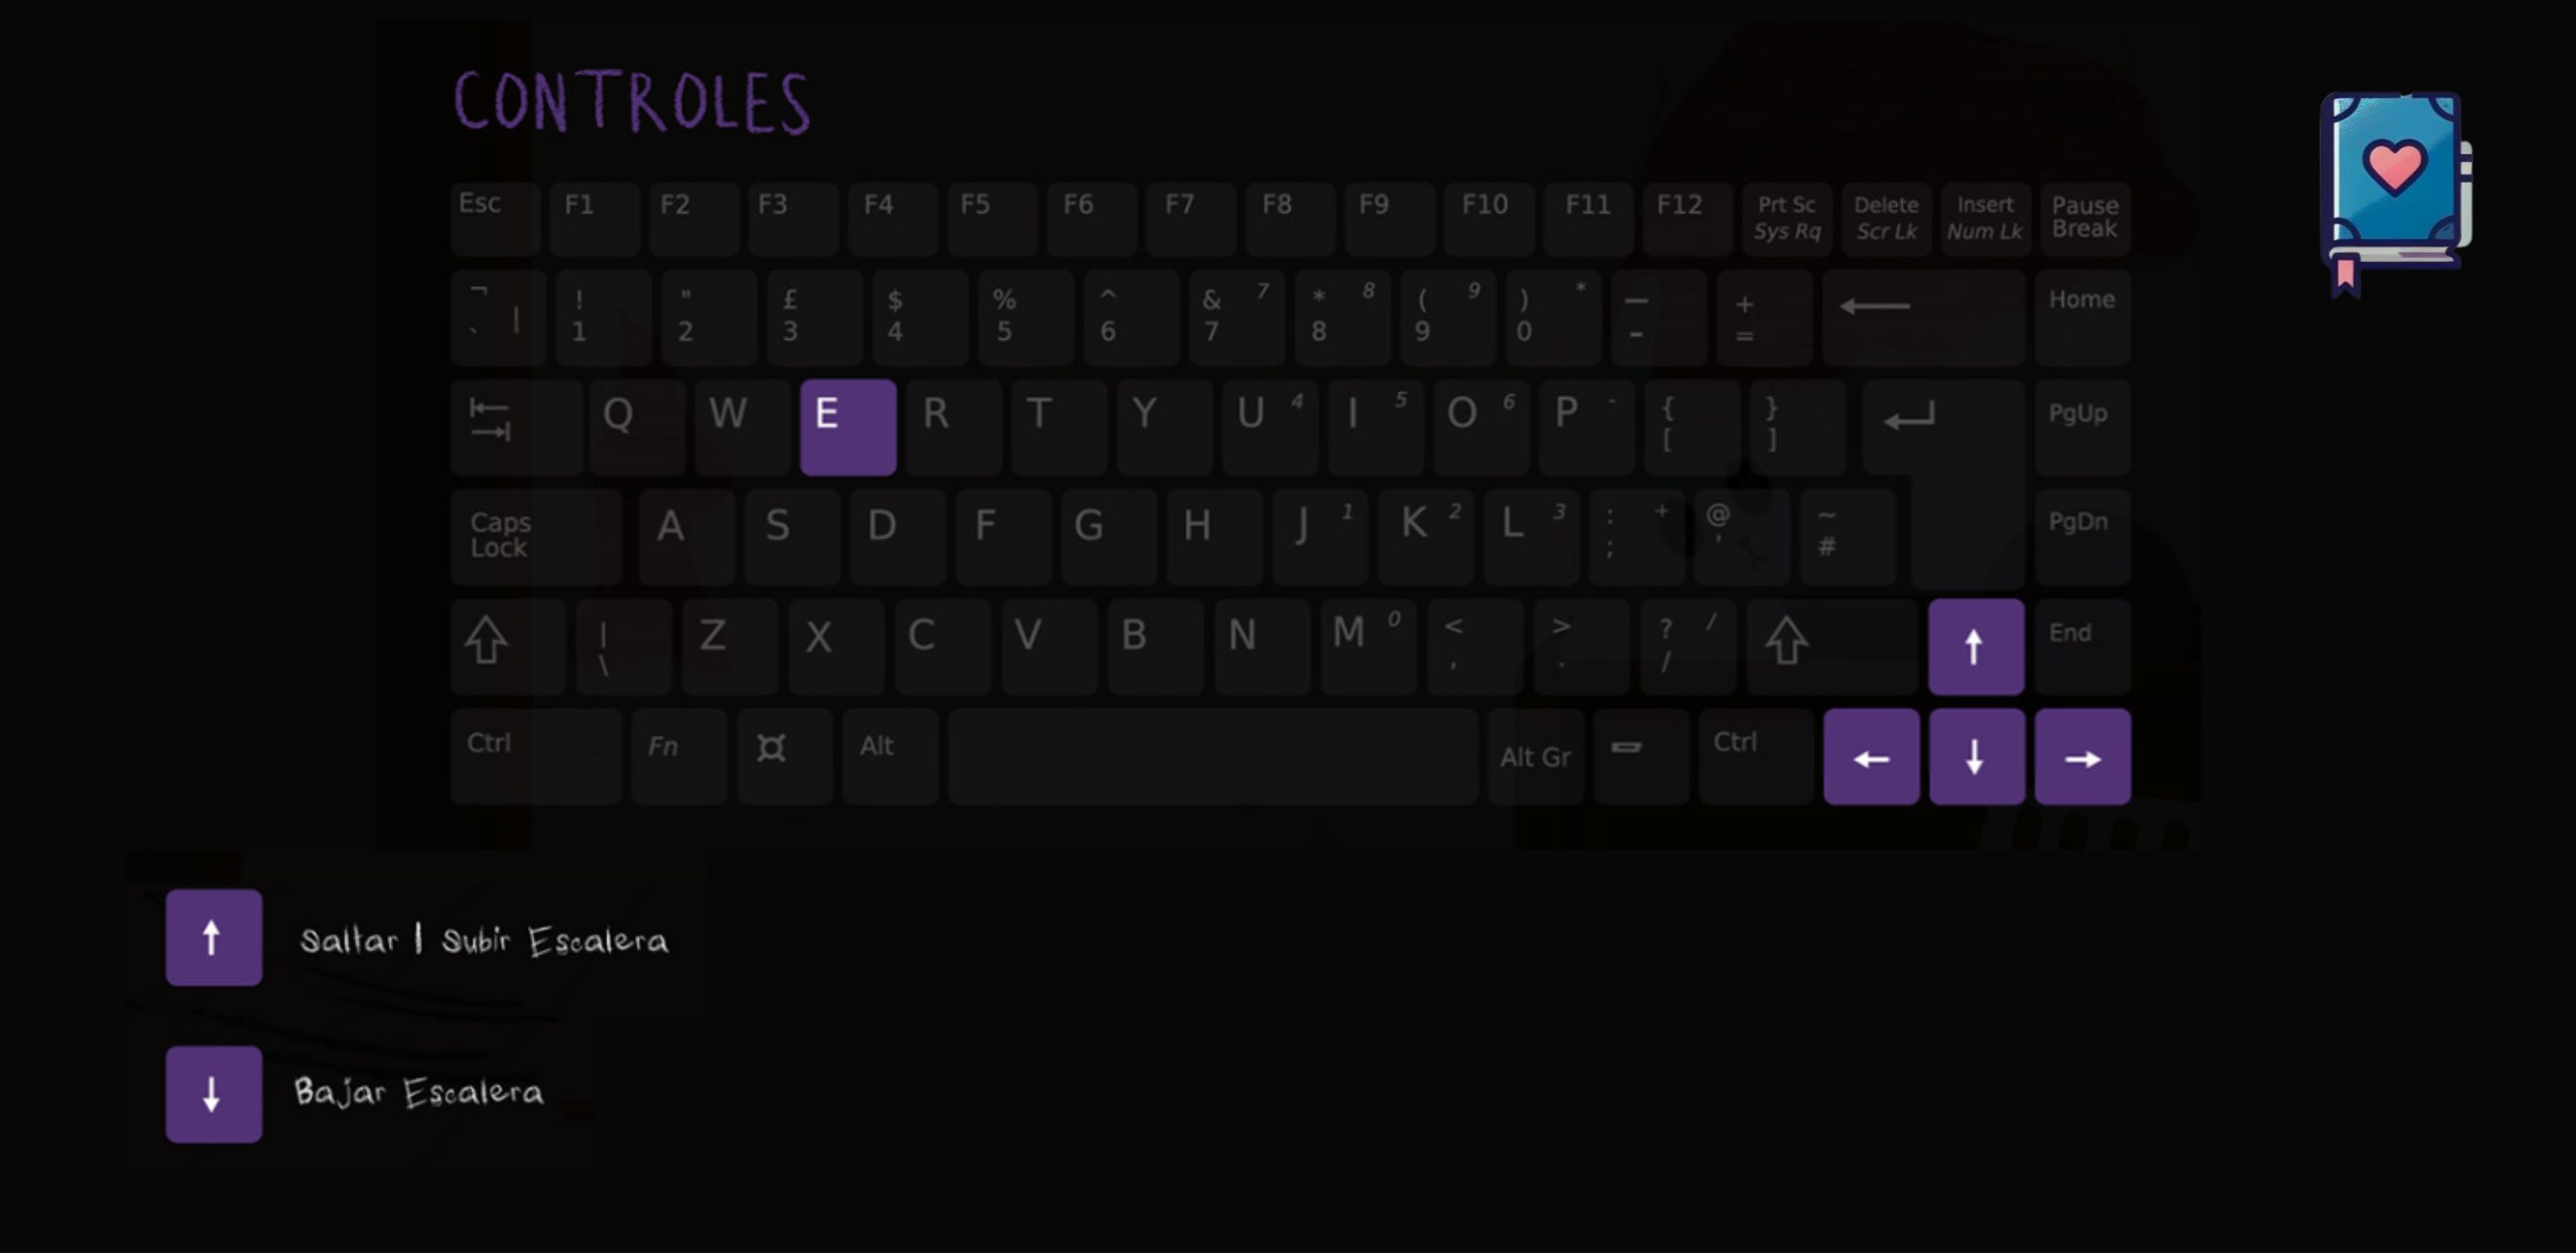 CONTROLES
Esc F1 F2 F3 F4 F5 F6 F7 F8 F9 F10 F11 F12 Prt Sc Sys Rq Delete Scr Lk Insert Num Lk Pause Break
¬ ` | ! 1 " 2 £ 3 $ 4 % 5 ^ 6 & 7 7 * 8 8 ( 9 9 ) 0 * — - + = ← Home
Q W E R T Y U 4 I 5 O 6 P - { [ } ] PgUp
Caps Lock A S D F G H J 1 K 2 L 3 : ; + @ ' ~ # PgDn
| \ Z X C V B N M 0 < , > . ? / / ↑ End
Ctrl Fn Alt Alt Gr Ctrl ← ↓ →
↑ Saltar | Subir Escalera
↓ Bajar Escalera